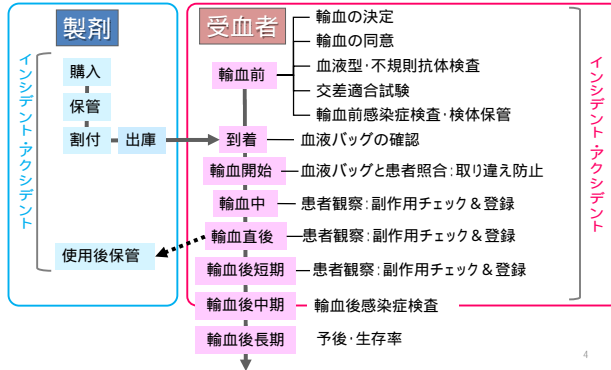 製剤
受血者
インシデント・アクシデント
購入
保管
割付
出庫
使用後保管
輸血前
輸血の決定
輸血の同意
血液型・不規則抗体検査
交差適合試験
輸血前感染症検査・検体保管
到着
血液バッグの確認
輸血開始
血液バッグと患者照合：取り違え防止
輸血中
患者観察：副作用チェック＆登録
輸血直後
患者観察：副作用チェック＆登録
輸血後短期
患者観察：副作用チェック＆登録
輸血後中期
輸血後感染症検査
輸血後長期
予後・生存率
インシデント・アクシデント
4